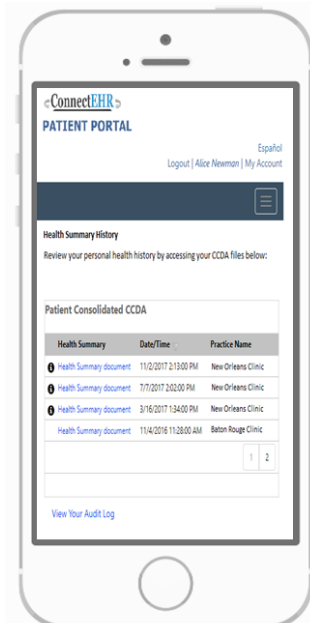 ConnectEHR
PATIENT PORTAL
Español
Logout | Alice Newman | My Account
Health Summary History
Review your personal health history by accessing your CCDA files below:
Patient Consolidated CCDA
Health Summary Date/Time Practice Name
Health Summary document 11/2/2017 2:13:00 PM New Orleans Clinic
Health Summary document 7/7/2017 2:02:00 PM New Orleans Clinic
Health Summary document 3/16/2017 1:34:00 PM New Orleans Clinic
Health Summary document 11/4/2016 11:28:00 AM Baton Rouge Clinic
1 2
View Your Audit Log